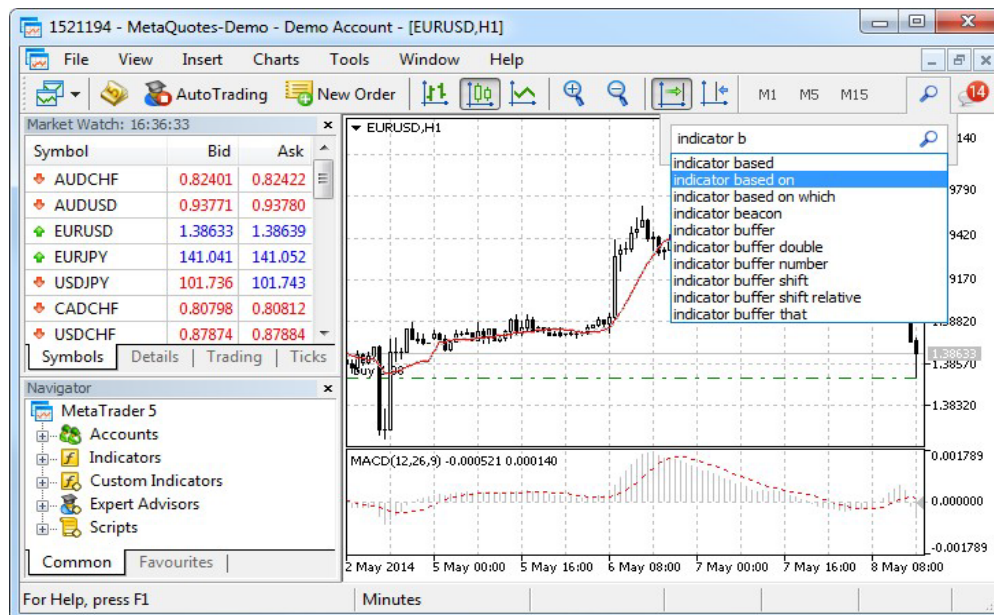 1521194 - MetaQuotes-Demo - Demo Account - [EURUSD,H1]
File View Insert Charts Tools Window Help
AutoTrading New Order M1 M5 M15 14
Market Watch: 16:36:33
Symbol Bid Ask
AUDCHF 0.82401 0.82422
AUDUSD 0.93771 0.93780
EURUSD 1.38633 1.38639
EURJPY 141.041 141.052
USDJPY 101.736 101.743
CADCHF 0.80798 0.80812
USDCHF 0.87874 0.87884
Symbols Details Trading Ticks
Navigator
MetaTrader 5
Accounts
Indicators
Custom Indicators
Expert Advisors
Scripts
Common Favourites
EURUSD,H1
indicator b
indicator based
indicator based on
indicator based on which
indicator beacon
indicator buffer
indicator buffer double
indicator buffer number
indicator buffer shift
indicator buffer shift relative
indicator buffer that
140
9790
9420
9170
1.38820
1.38633
1.38570
1.38320
MACD(12,26,9) -0.000521 0.000140
0.001789
0.000000
-0.001789
2 May 2014 5 May 00:00 5 May 16:00 6 May 08:00 7 May 00:00 7 May 16:00 8 May 08:00
For Help, press F1 Minutes